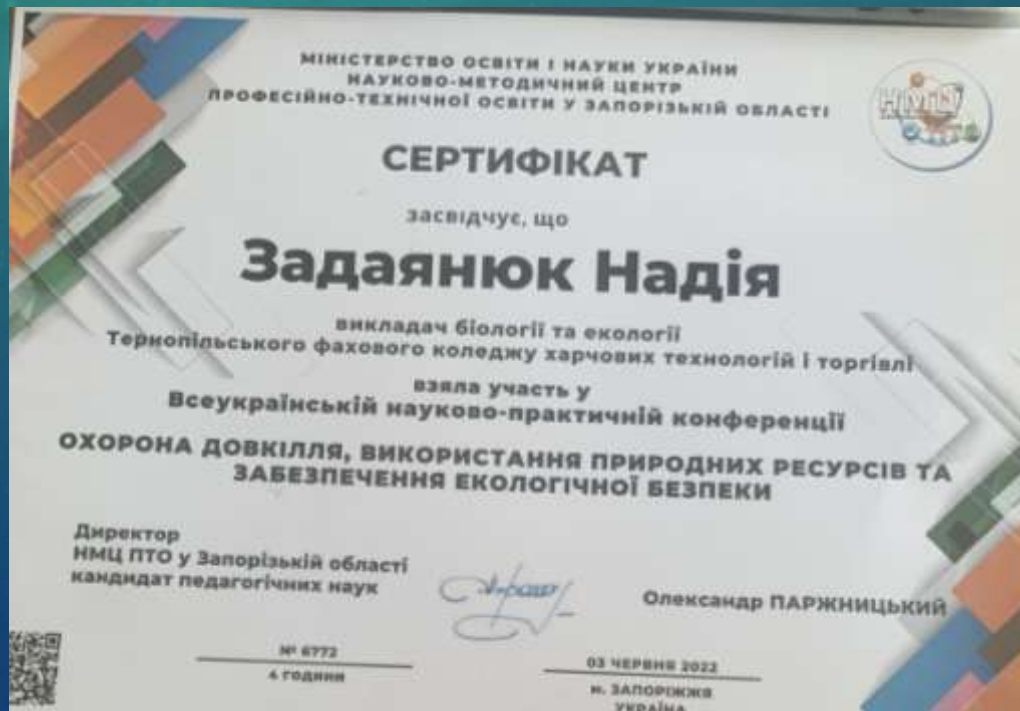 МІНІСТЕРСТВО ОСВІТИ І НАУКИ УКРАЇНИ
НАУКОВО-МЕТОДИЧНИЙ ЦЕНТР
ПРОФЕСІЙНО-ТЕХНІЧНОЇ ОСВІТИ У ЗАПОРІЗЬКІЙ ОБЛАСТІ
НМЦ
СЕРТИФІКАТ
засвідчує, що
Задаянюк Надія
викладач біології та екології
Тернопільського фахового коледжу харчових технологій і торгівлі
взяла участь у
Всеукраїнській науково-практичній конференції
ОХОРОНА ДОВКІЛЛЯ, ВИКОРИСТАННЯ ПРИРОДНИХ РЕСУРСІВ ТА
ЗАБЕЗПЕЧЕННЯ ЕКОЛОГІЧНОЇ БЕЗПЕКИ
Директор
НМЦ ПТО у Запорізькій області
кандидат педагогічних наук
Олександр ПАРЖНИЦЬКИЙ
№ 6772
4 години
03 ЧЕРВНЯ 2022
м. ЗАПОРІЖЖЯ
УКРАЇНА